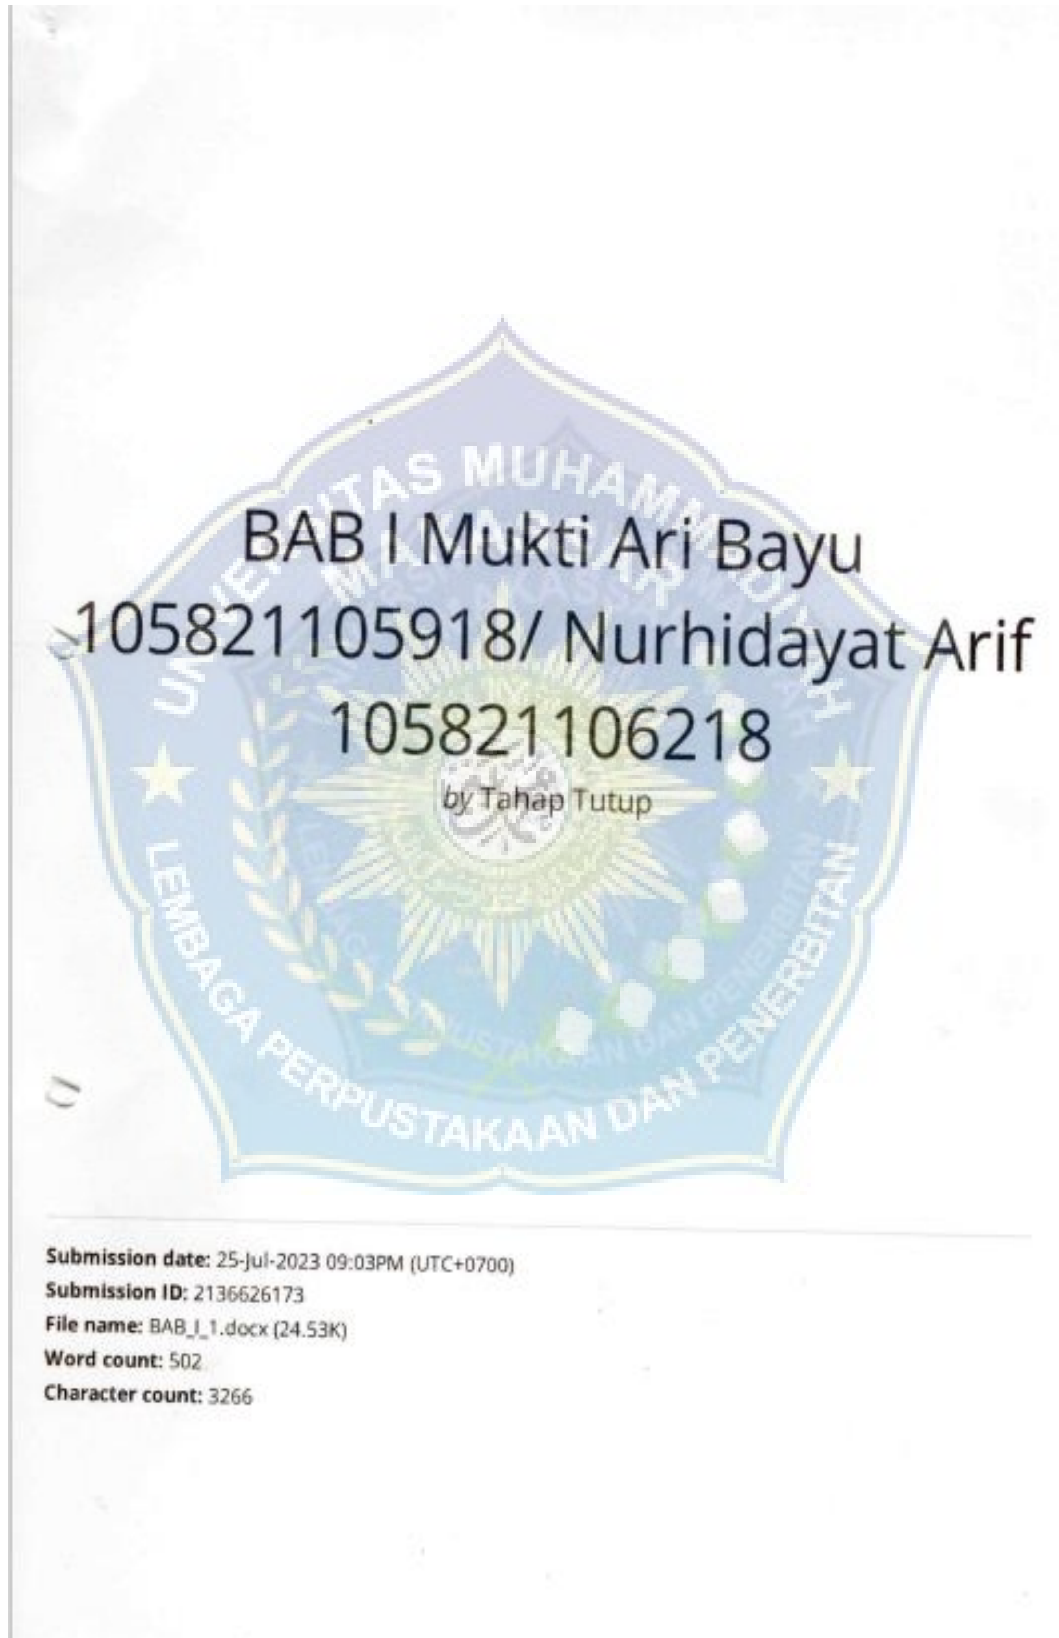 UNIVERSITAS MUHAMMADIYAH
MAKASSAR
BAB I Mukti Ari Bayu
105821105918/ Nurhidayat Arif
105821106218
by Tahap Tutup
LEMBAGA PERPUSTAKAAN DAN PENERBITAN
Submission date: 25-Jul-2023 09:03PM (UTC+0700)
Submission ID: 2136626173
File name: BAB_I_1.docx (24.53K)
Word count: 502
Character count: 3266